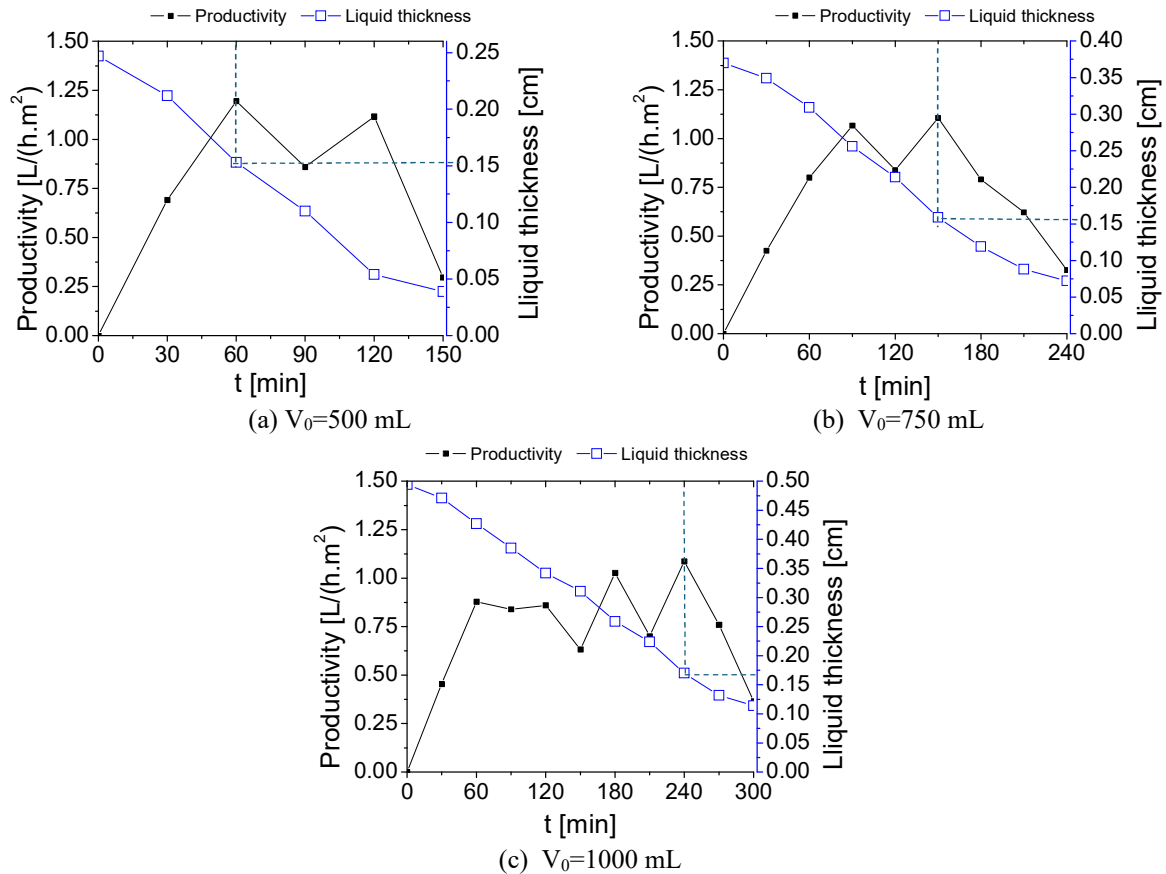 Productivity Liquid thickness
1.50
1.25
1.00
0.75
0.50
0.25
0.00
Productivity [L/(h.m²)
0.25
0.20
0.15
0.10
0.05
0.00
Lliquid thickness [cm]
0 30 60 90 120 150
t [min]
(a) V₀=500 mL
Productivity Liquid thickness
1.50
1.25
1.00
0.75
0.50
0.25
0.00
Productivity [L/(h.m²)
0.40
0.35
0.30
0.25
0.20
0.15
0.10
0.05
0.00
Lliquid thickness [cm]
0 60 120 180 240
t [min]
(b) V₀=750 mL
Productivity Liquid thickness
1.50
1.25
1.00
0.75
0.50
0.25
0.00
Productivity [L/(h.m²)
0.50
0.45
0.40
0.35
0.30
0.25
0.20
0.15
0.10
0.05
0.00
Lliquid thickness [cm]
0 60 120 180 240 300
t [min]
(c) V₀=1000 mL